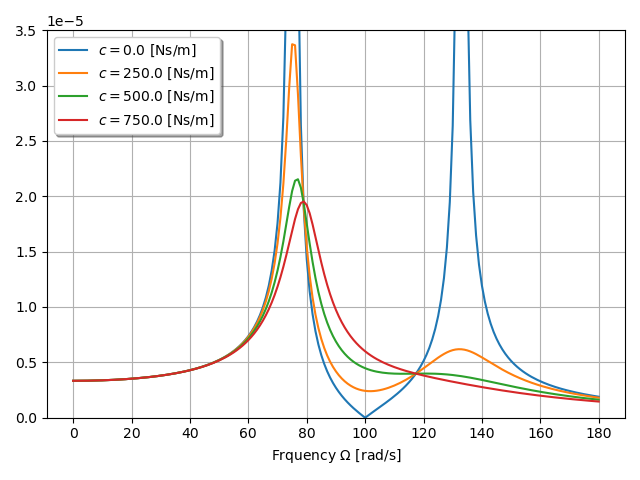 1e−5
3.5
3.0
2.5
2.0
1.5
1.0
0.5
0.0
c = 0.0 [Ns/m]
c = 250.0 [Ns/m]
c = 500.0 [Ns/m]
c = 750.0 [Ns/m]
0 20 40 60 80 100 120 140 160 180
Frquency Ω [rad/s]